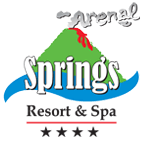 Arenal
Springs
Resort & Spa
★★★★